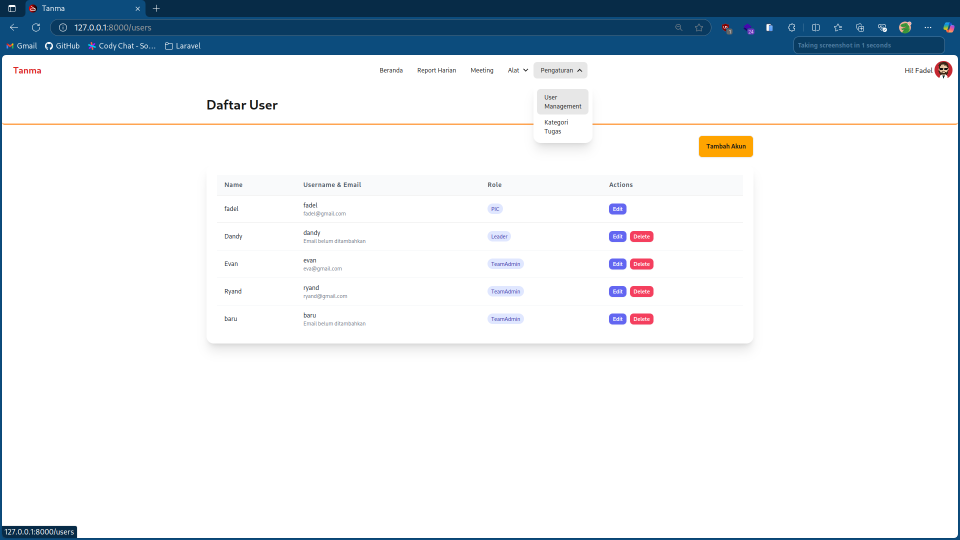 Tanma
127.0.0.1:8000/users
Gmail
GitHub
Cody Chat - So...
Laravel
Taking screenshot in 1 seconds
Tanma
Beranda
Report Harian
Meeting
Alat
Pengaturan
Hi! Fadel
User
Management
Kategori
Tugas
Daftar User
Tambah Akun
Name Username & Email Role Actions
fadel fadel PIC Edit
fader@gmail.com
Dandy dandy Leader Edit Delete
Email belum ditambahkan
Evan evan TeamAdmin Edit Delete
eva@gmail.com
Ryand ryand TeamAdmin Edit Delete
ryand@gmail.com
baru baru TeamAdmin Edit Delete
Email belum ditambahkan
127.0.0.1:8000/users